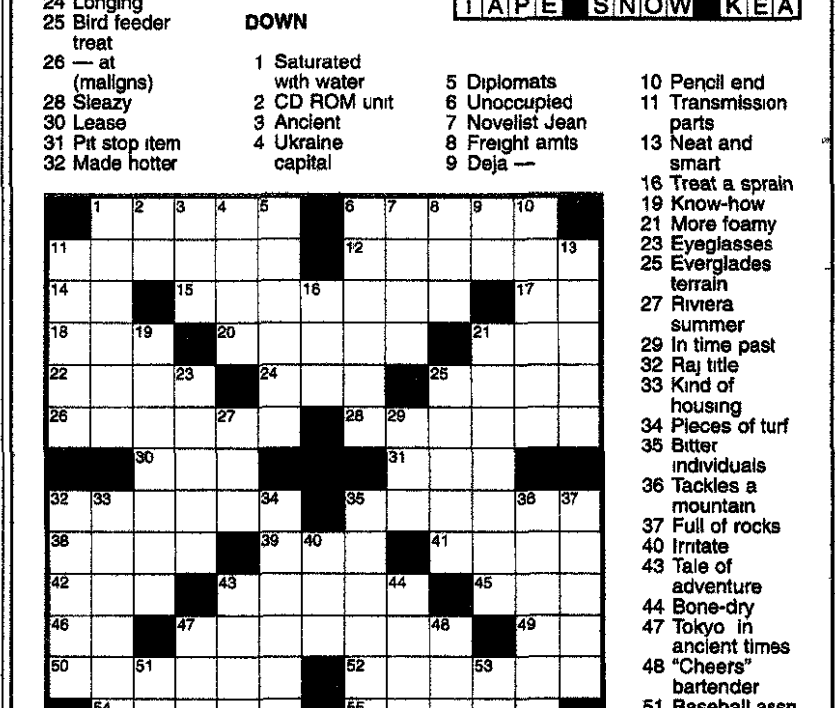 24 Longing
25 Bird feeder
treat
26 — at
(maligns)
28 Sleazy
30 Lease
31 Pit stop item
32 Made hotter
DOWN
1 Saturated
with water
2 CD ROM unit
3 Ancient
4 Ukraine
capital
TAPE SNOW KEA
5 Diplomats
6 Unoccupied
7 Novelist Jean
8 Freight amts
9 Deja —
10 Pencil end
11 Transmission
parts
13 Neat and
smart
16 Treat a sprain
19 Know-how
21 More foamy
23 Eyeglasses
25 Everglades
terrain
27 Riviera
summer
29 In time past
32 Raj title
33 Kind of
housing
34 Pieces of turf
35 Bitter
individuals
36 Tackles a
mountain
37 Full of rocks
40 Irritate
43 Tale of
adventure
44 Bone-dry
47 Tokyo in
ancient times
48 "Cheers"
bartender
51 Baseball assn
1 2 3 4 5 6 7 8 9 10
11 12 13
14 15 16 17
18 19 20 21
22 23 24 25
26 27 28 29
30 31
32 33 34 35 36 37
38 39 40 41
42 43 44 45
46 47 48 49
50 51 52 53
54 55